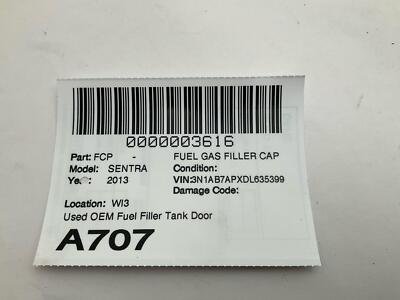 0000003616
Part: FCP - FUEL GAS FILLER CAP
Model: SENTRA Condition:
Year: 2013 VIN:3N1AB7APXDL635399
Damage Code:
Location: WI3
Used OEM Fuel Filler Tank Door
A707